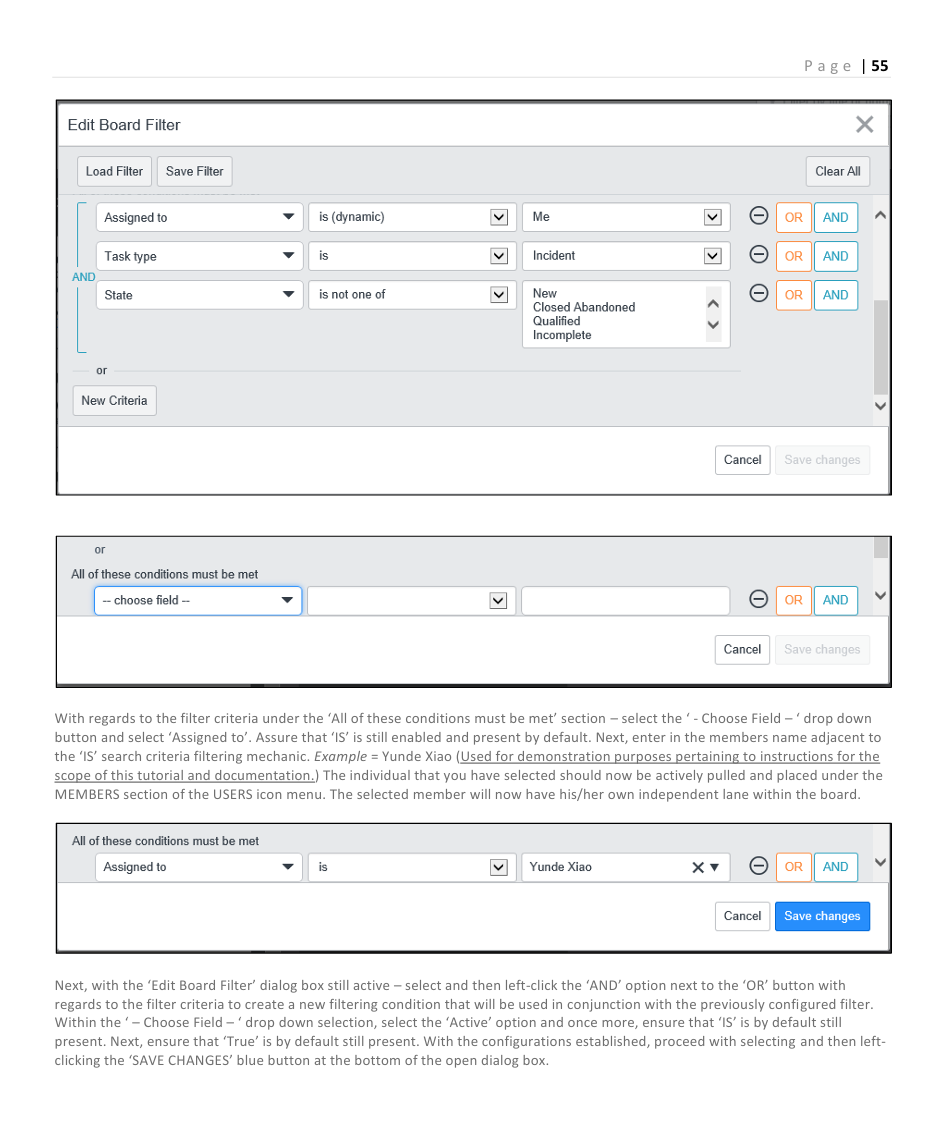 Page | 55
Edit Board Filter
Load Filter Save Filter Clear All
Assigned to is (dynamic) Me OR AND
Task type is Incident OR AND
AND
State is not one of New OR AND
Closed Abandoned
Qualified
Incomplete
or
New Criteria
Cancel Save changes
or
All of these conditions must be met
-- choose field -- OR AND
Cancel Save changes
With regards to the filter criteria under the ‘All of these conditions must be met’ section – select the ‘ - Choose Field – ‘ drop down
button and select ‘Assigned to’. Assure that ‘IS’ is still enabled and present by default. Next, enter in the members name adjacent to
the ‘IS’ search criteria filtering mechanic. Example = Yunde Xiao (Used for demonstration purposes pertaining to instructions for the
scope of this tutorial and documentation.) The individual that you have selected should now be actively pulled and placed under the
MEMBERS section of the USERS icon menu. The selected member will now have his/her own independent lane within the board.
All of these conditions must be met
Assigned to is Yunde Xiao OR AND
Cancel Save changes
Next, with the ‘Edit Board Filter’ dialog box still active – select and then left-click the ‘AND’ option next to the ‘OR’ button with
regards to the filter criteria to create a new filtering condition that will be used in conjunction with the previously configured filter.
Within the ‘ – Choose Field – ‘ drop down selection, select the ‘Active’ option and once more, ensure that ‘IS’ is by default still
present. Next, ensure that ‘True’ is by default still present. With the configurations established, proceed with selecting and then left-
clicking the ‘SAVE CHANGES’ blue button at the bottom of the open dialog box.